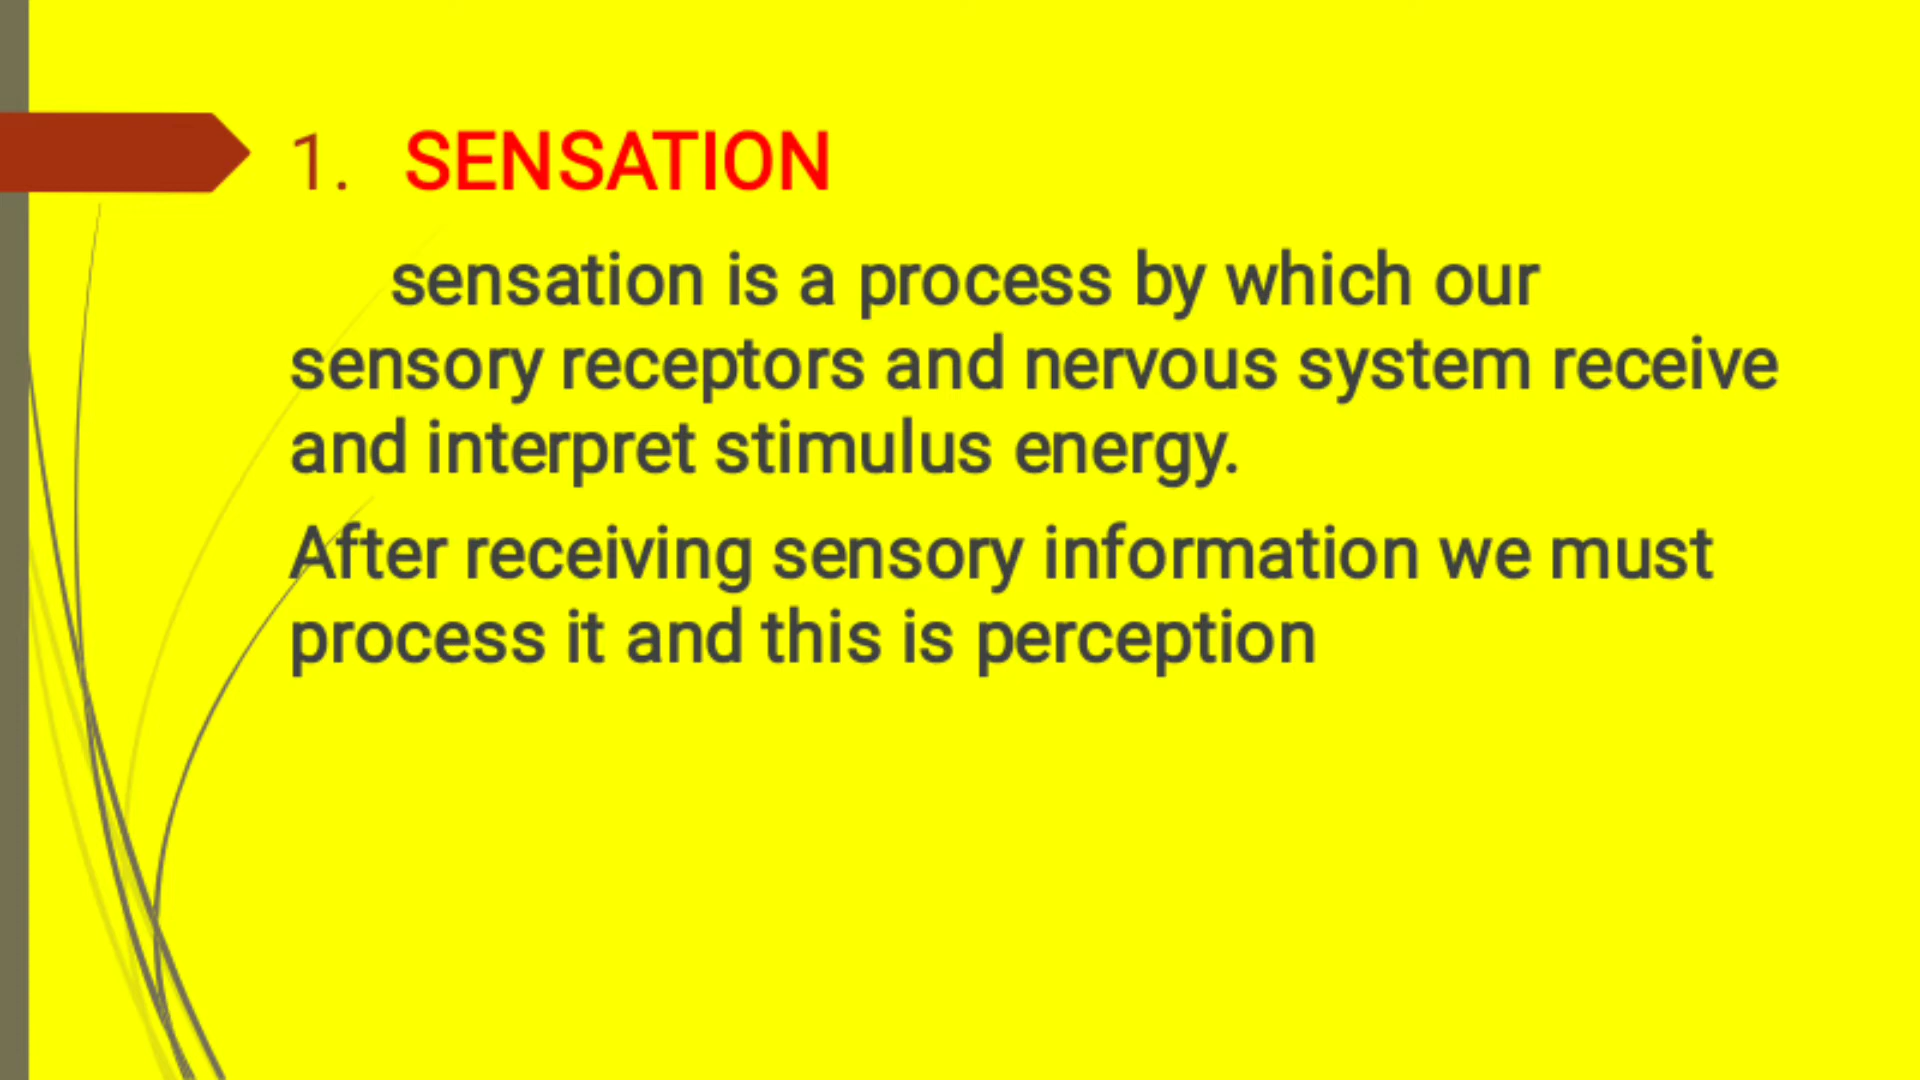 1. SENSATION
sensation is a process by which our
sensory receptors and nervous system receive
and interpret stimulus energy.
After receiving sensory information we must
process it and this is perception